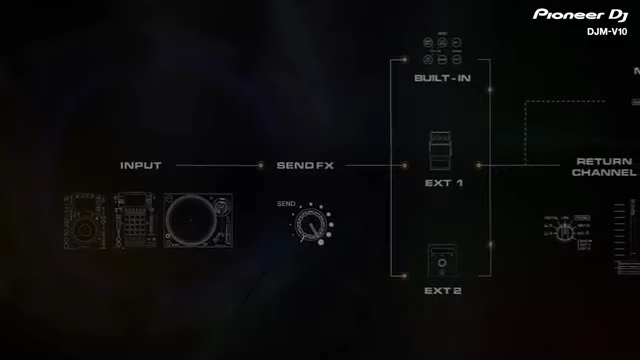 Pioneer Dj
DJM-V10
BUILT-IN
INPUT
SEND FX
EXT 1
RETURN
CHANNEL
SEND
EXT 2